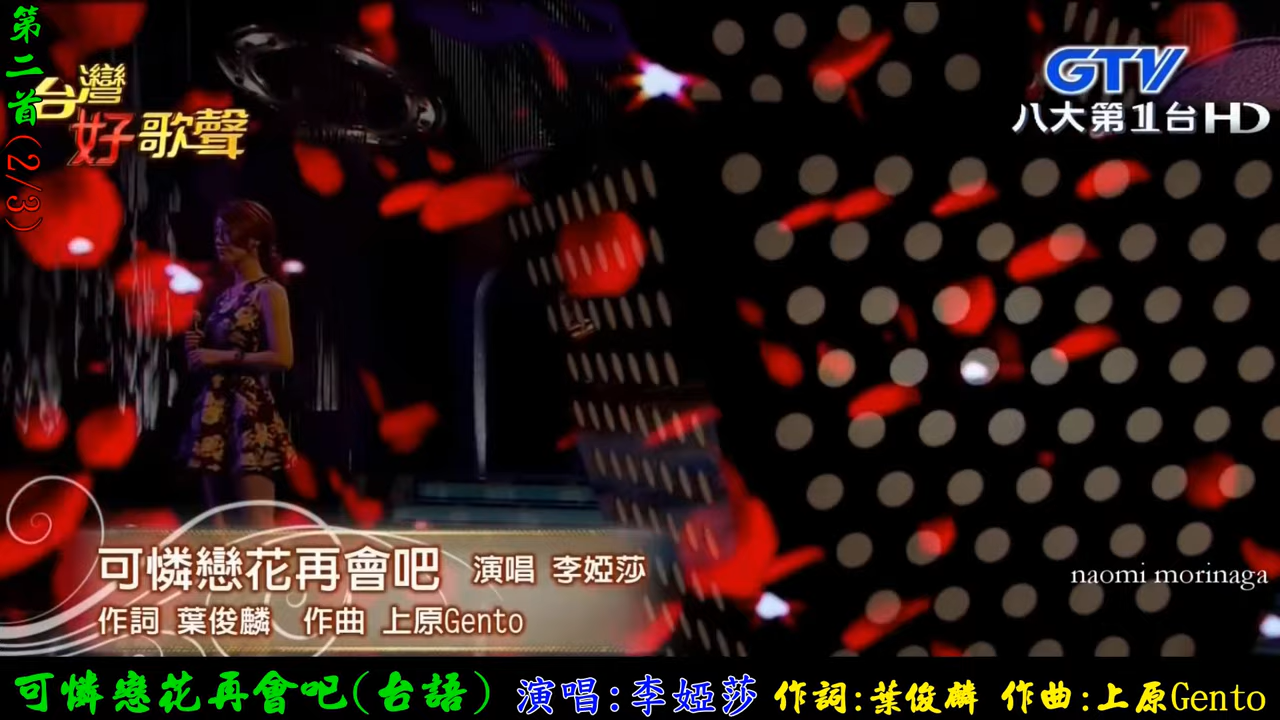 第二首(2/3)
台灣
好歌聲
GTV
八大第1台HD
可憐戀花再會吧 演唱 李婭莎
作詞 葉俊麟 作曲 上原Gento
naomi morinaga
可憐戀花再會吧(台語) 演唱:李婭莎 作詞:葉俊麟 作曲:上原Gento